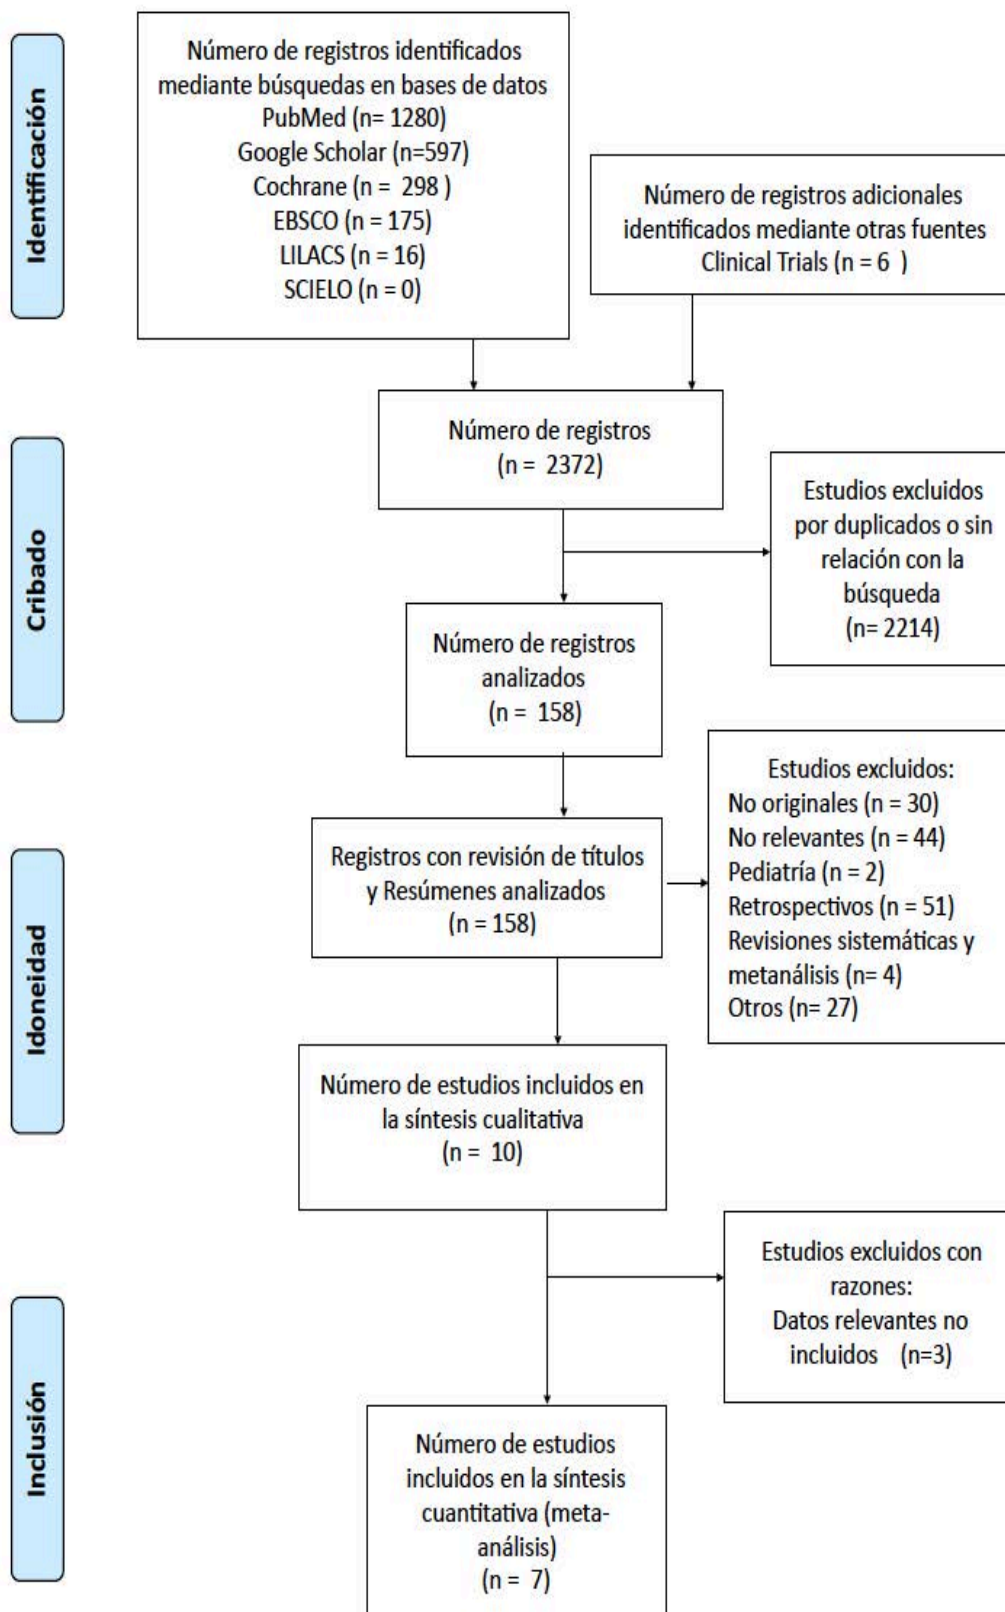 Identificación
Número de registros identificados
mediante búsquedas en bases de datos
PubMed (n= 1280)
Google Scholar (n=597)
Cochrane (n = 298 )
EBSCO (n = 175)
LILACS (n = 16)
SCIELO (n = 0)
Número de registros adicionales
identificados mediante otras fuentes
Clinical Trials (n = 6 )
Número de registros
(n = 2372)
Cribado
Estudios excluidos
por duplicados o sin
relación con la
búsqueda
(n= 2214)
Número de registros
analizados
(n = 158)
Idoneidad
Registros con revisión de títulos
y Resúmenes analizados
(n = 158)
Estudios excluidos:
No originales (n = 30)
No relevantes (n = 44)
Pediatría (n = 2)
Retrospectivos (n = 51)
Revisiones sistemáticas y
metanálisis (n= 4)
Otros (n= 27)
Número de estudios incluidos en
la síntesis cualitativa
(n = 10)
Inclusión
Estudios excluidos con
razones:
Datos relevantes no
incluidos (n=3)
Número de estudios
incluidos en la síntesis
cuantitativa (meta-
análisis)
(n = 7)